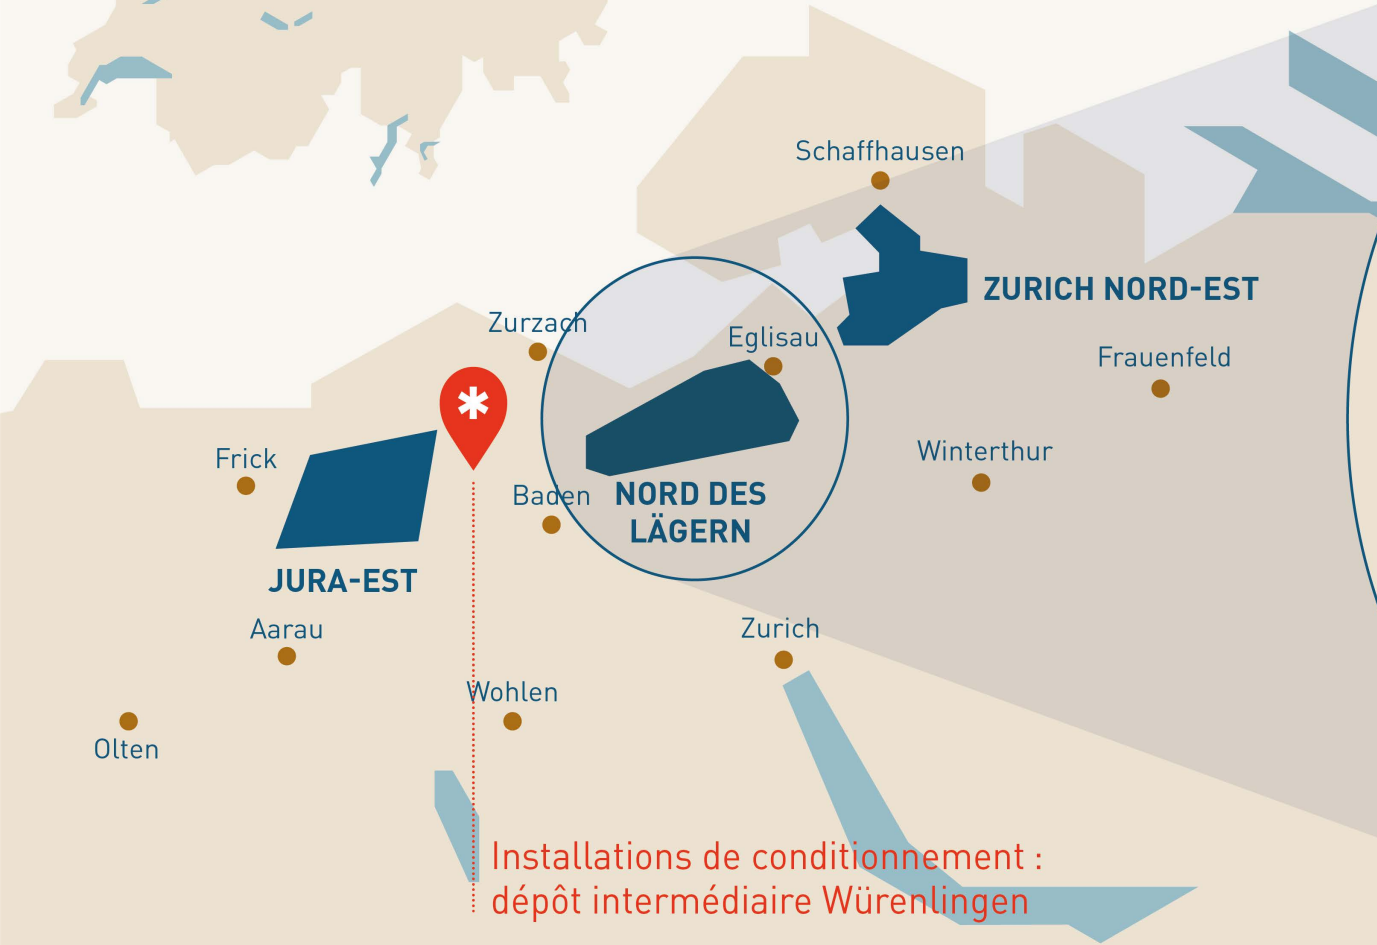 Schaffhausen
ZURICH NORD-EST
Zurzach
Eglisau
Frauenfeld
Frick
Winterthur
Baden
NORD DES
LÄGERN
JURA-EST
Aarau
Zurich
Wohlen
Olten
Installations de conditionnement :
dépôt intermédiaire Würenlingen